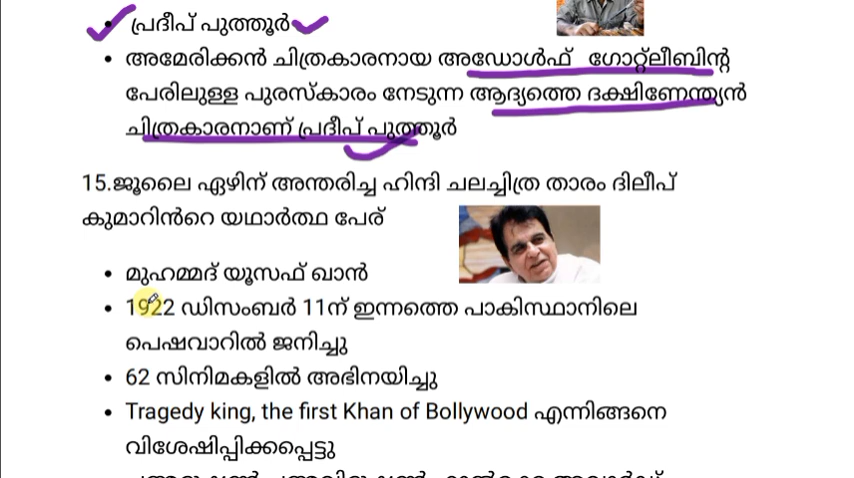 പ്രദീപ് പുത്തൂർ
അമേരിക്കൻ ചിത്രകാരനായ അഡോൾഫ് ഗോറ്റ്ലീബിന്റ
പേരിലുള്ള പുരസ്കാരം നേടുന്ന ആദ്യത്തെ ദക്ഷിണേന്ത്യൻ
ചിത്രകാരനാണ് പ്രദീപ് പുത്തൂർ
15.ജൂലൈ ഏഴിന് അന്തരിച്ച ഹിന്ദി ചലച്ചിത്ര താരം ദിലീപ്
കുമാറിൻറെ യഥാർത്ഥ പേര്
മുഹമ്മദ് യൂസഫ് ഖാൻ
1922 ഡിസംബർ 11ന് ഇന്നത്തെ പാകിസ്ഥാനിലെ
പെഷവാറിൽ ജനിച്ചു
62 സിനിമകളിൽ അഭിനയിച്ചു
Tragedy king, the first Khan of Bollywood എന്നിങ്ങനെ
വിശേഷിപ്പിക്കപ്പെട്ടു